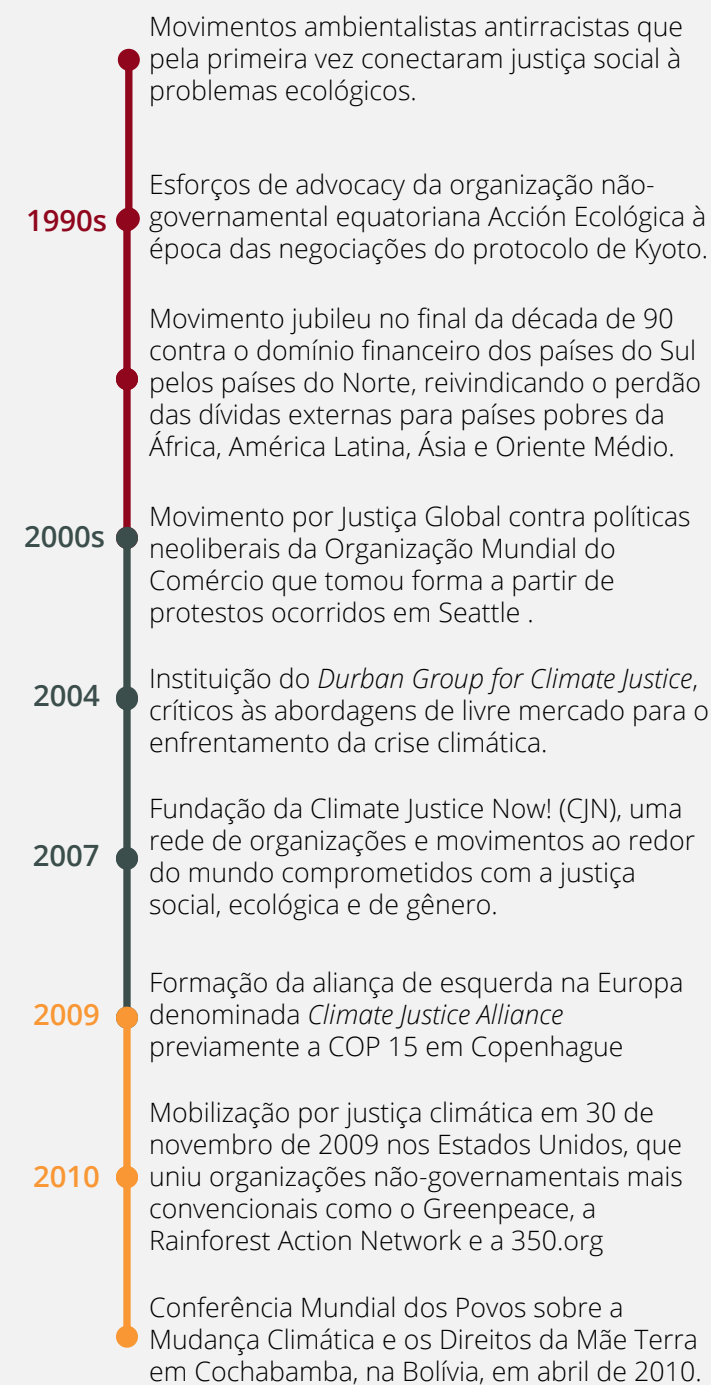 Movimentos ambientalistas antirracistas que
pela primeira vez conectaram justiça social à
problemas ecológicos.
1990s
Esforços de advocacy da organização não-
governamental equatoriana Acción Ecológica à
época das negociações do protocolo de Kyoto.
Movimento jubileu no final da década de 90
contra o domínio financeiro dos países do Sul
pelos países do Norte, reivindicando o perdão
das dívidas externas para países pobres da
África, América Latina, Ásia e Oriente Médio.
2000s
Movimento por Justiça Global contra políticas
neoliberais da Organização Mundial do
Comércio que tomou forma a partir de
protestos ocorridos em Seattle .
2004
Instituição do Durban Group for Climate Justice,
críticos às abordagens de livre mercado para o
enfrentamento da crise climática.
2007
Fundação da Climate Justice Now! (CJN), uma
rede de organizações e movimentos ao redor
do mundo comprometidos com a justiça
social, ecológica e de gênero.
2009
Formação da aliança de esquerda na Europa
denominada Climate Justice Alliance
previamente a COP 15 em Copenhague
2010
Mobilização por justiça climática em 30 de
novembro de 2009 nos Estados Unidos, que
uniu organizações não-governamentais mais
convencionais como o Greenpeace, a
Rainforest Action Network e a 350.org
Conferência Mundial dos Povos sobre a
Mudança Climática e os Direitos da Mãe Terra
em Cochabamba, na Bolívia, em abril de 2010.